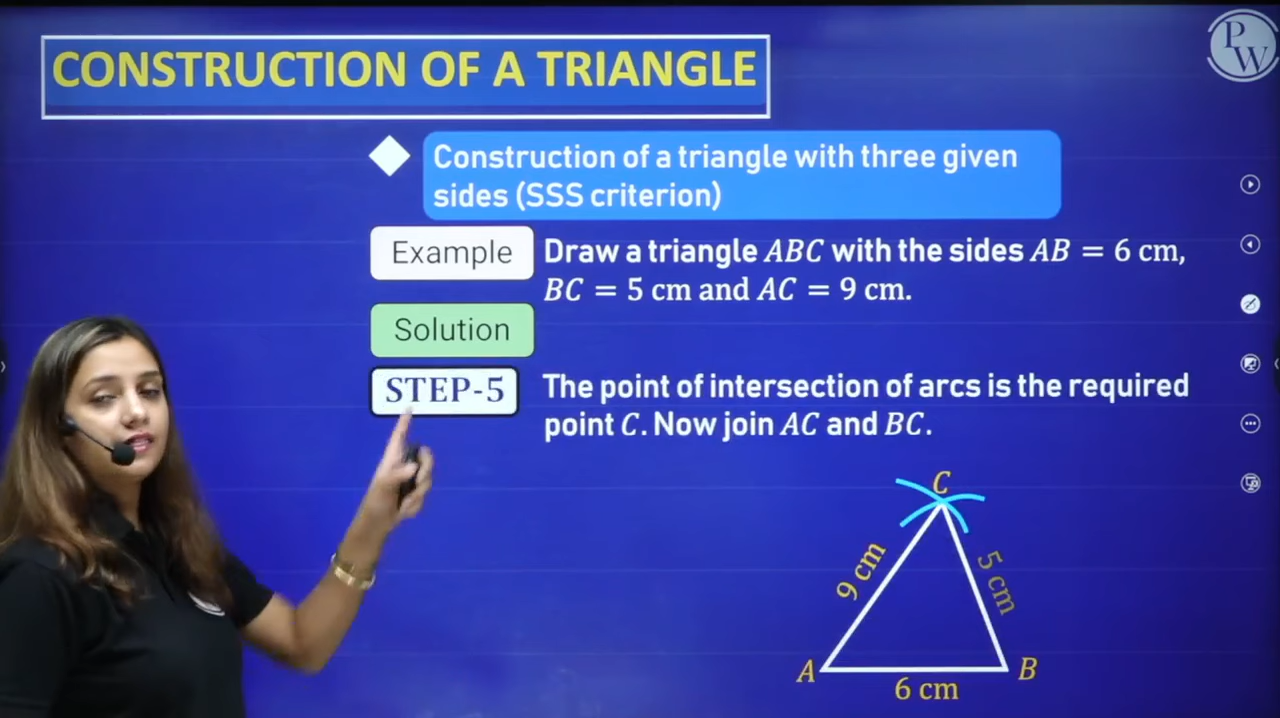 CONSTRUCTION OF A TRIANGLE
PW
Construction of a triangle with three given
sides (SSS criterion)
Example
Draw a triangle ABC with the sides AB = 6 cm,
BC = 5 cm and AC = 9 cm.
Solution
STEP-5
The point of intersection of arcs is the required
point C. Now join AC and BC.
C
9 cm
5 cm
A
B
6 cm